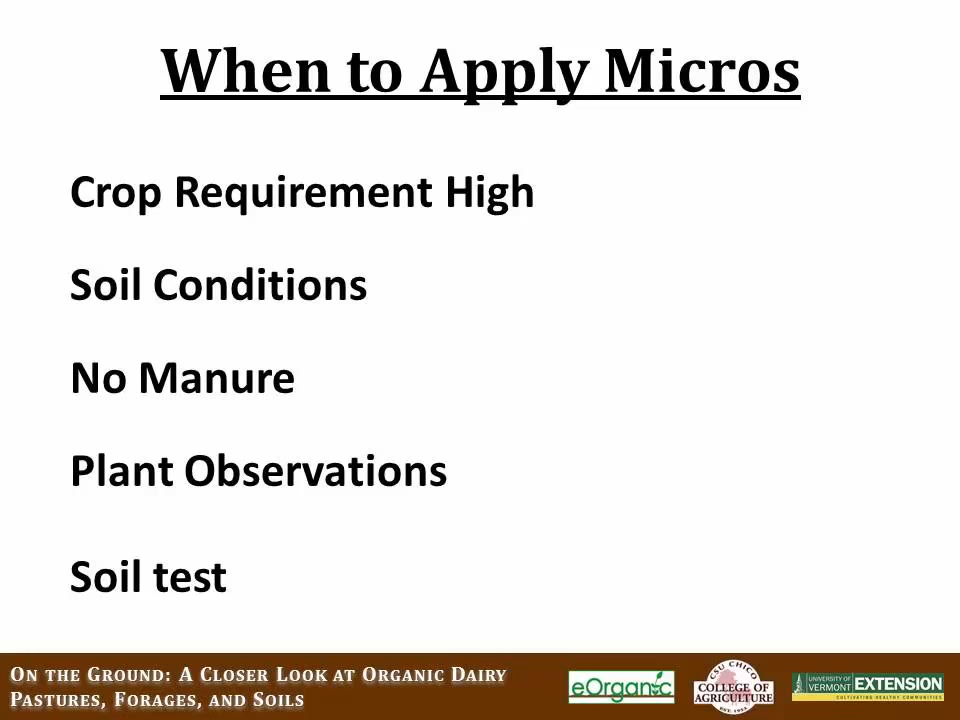 When to Apply Micros
Crop Requirement High
Soil Conditions
No Manure
Plant Observations
Soil test
ON THE GROUND: A CLOSER LOOK AT ORGANIC DAIRY
PASTURES, FORAGES, AND SOILS
eOrganic
CSU CHICO
COLLEGE OF
AGRICULTURE
EST. 1952
UNIVERSITY OF
VERMONT EXTENSION
CULTIVATING HEALTHY COMMUNITIES